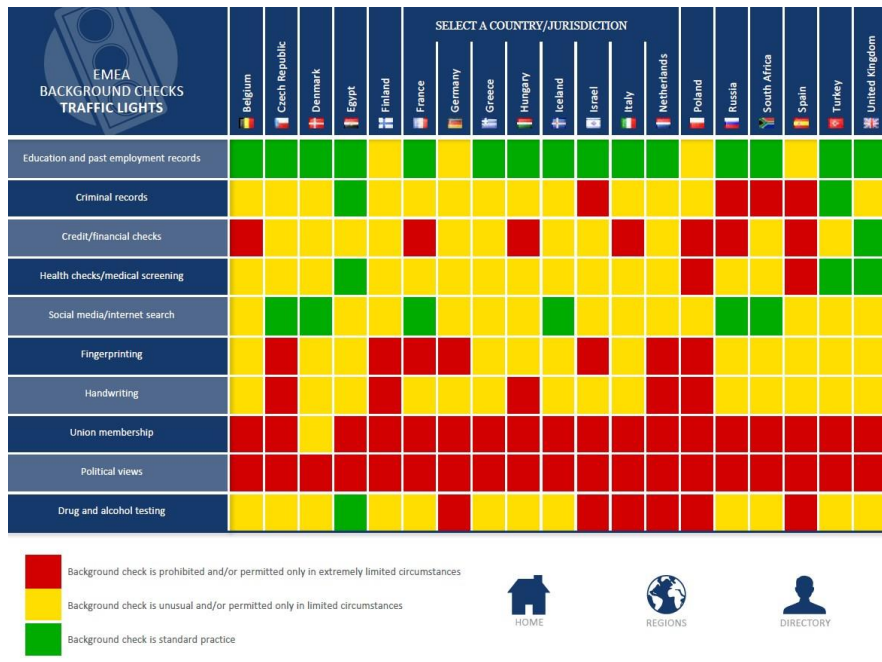 SELECT A COUNTRY/JURISDICTION
EMEA
BACKGROUND CHECKS
TRAFFIC LIGHTS
Belgium
Czech Republic
Denmark
Egypt
Finland
France
Germany
Greece
Hungary
Iceland
Israel
Italy
Netherlands
Poland
Russia
South Africa
Spain
Turkey
United Kingdom
Education and past employment records
Criminal records
Credit/financial checks
Health checks/medical screening
Social media/internet search
Fingerprinting
Handwriting
Union membership
Political views
Drug and alcohol testing
Background check is prohibited and/or permitted only in extremely limited circumstances
Background check is unusual and/or permitted only in limited circumstances
Background check is standard practice
HOME
REGIONS
DIRECTORY